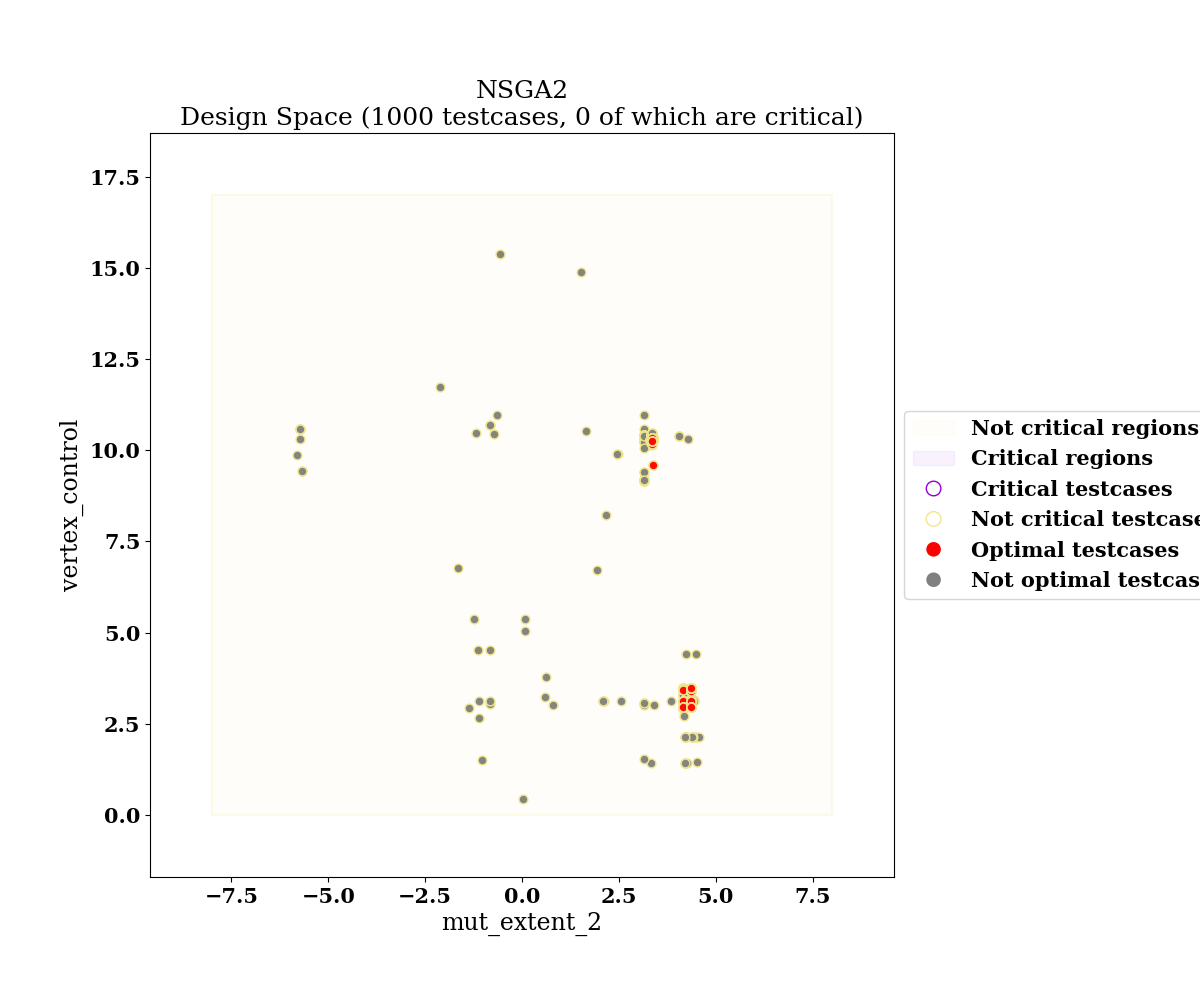 NSGA2
Design Space (1000 testcases, 0 of which are critical)
17.5
15.0
12.5
10.0
7.5
5.0
2.5
0.0
vertex_control
−7.5 −5.0 −2.5 0.0 2.5 5.0 7.5
mut_extent_2
Not critical regions
Critical regions
Critical testcases
Not critical testcase
Optimal testcases
Not optimal testcas